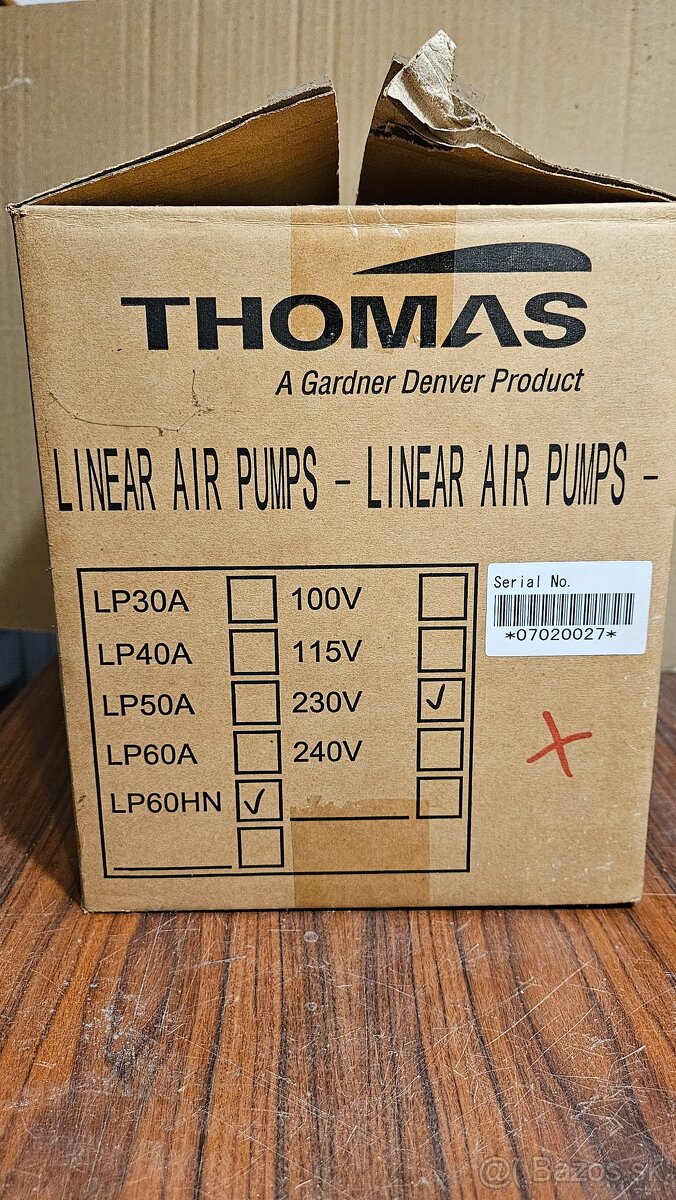 THOMAS
A Gardner Denver Product
LINEAR AIR PUMPS - LINEAR AIR PUMPS -
LP30A 100V
LP40A 115V
LP50A 230V ✓
LP60A 240V
LP60HN ✓
Serial No.
*07020027*
X
@ Bazos.sk